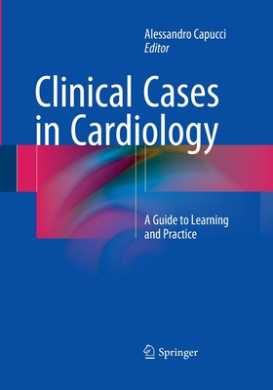 Alessandro Capucci
Editor
Clinical Cases
in Cardiology
A Guide to Learning
and Practice
Springer